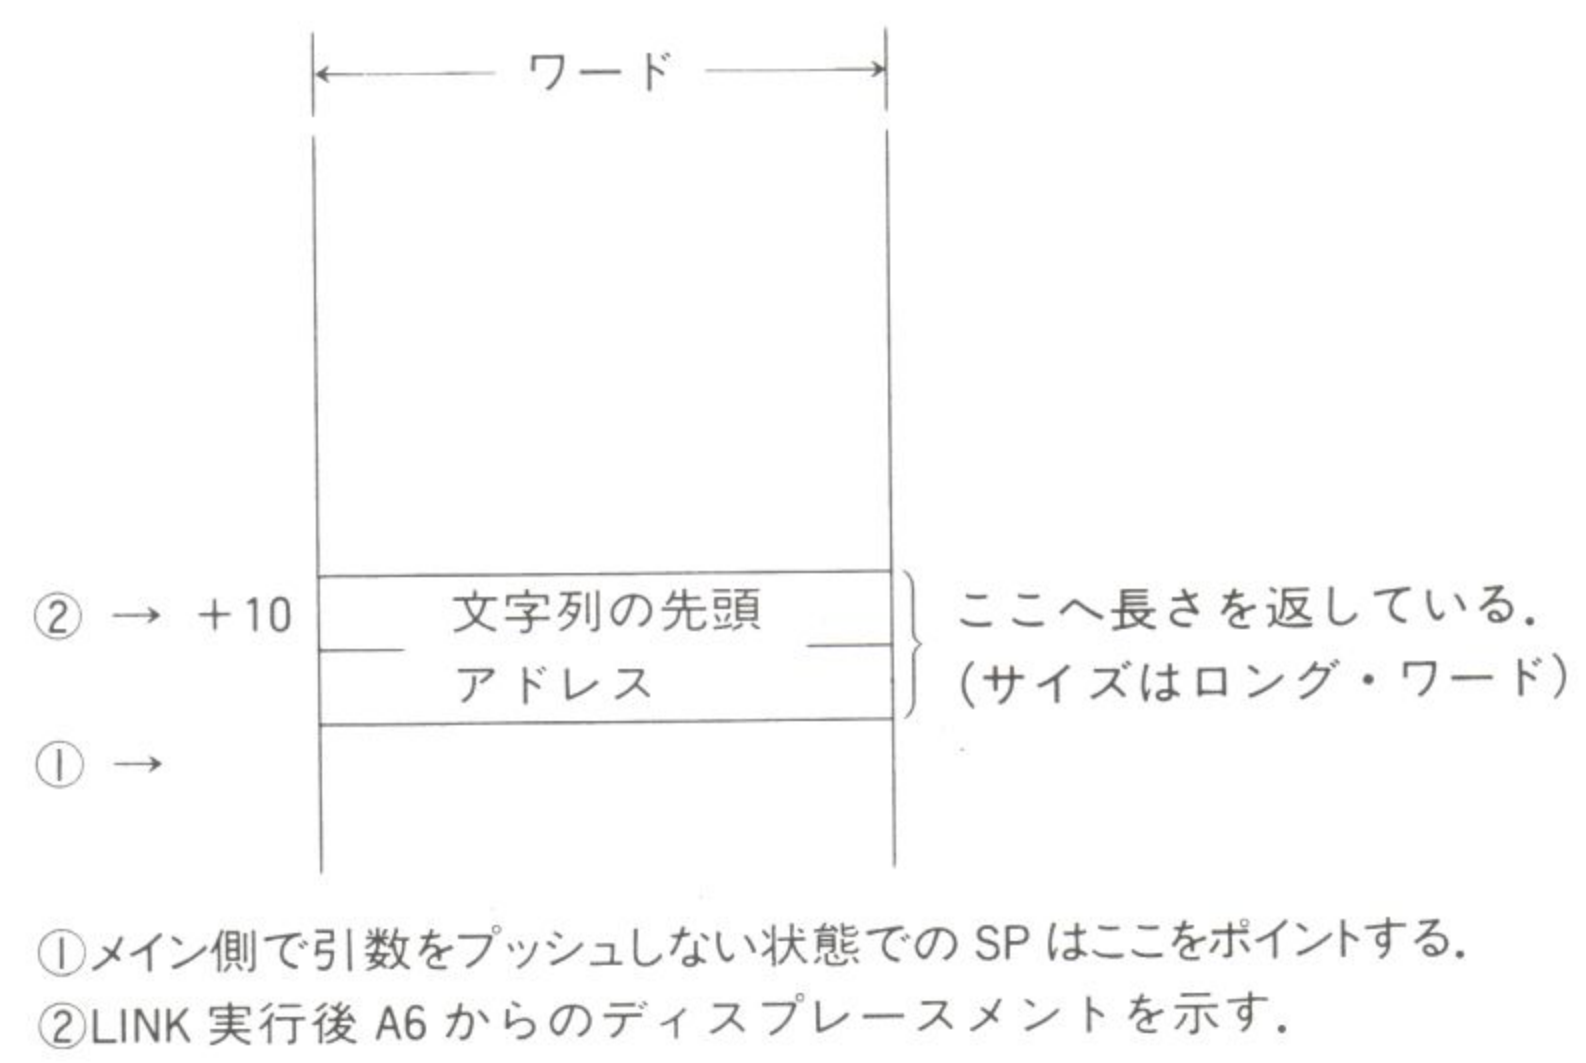 ワード
② → +10
文字列の先頭
アドレス
ここへ長さを返している.
(サイズはロング・ワード)
① →
①メイン側で引数をプッシュしない状態での SP はここをポイントする.
②LINK 実行後 A6 からのディスプレースメントを示す.